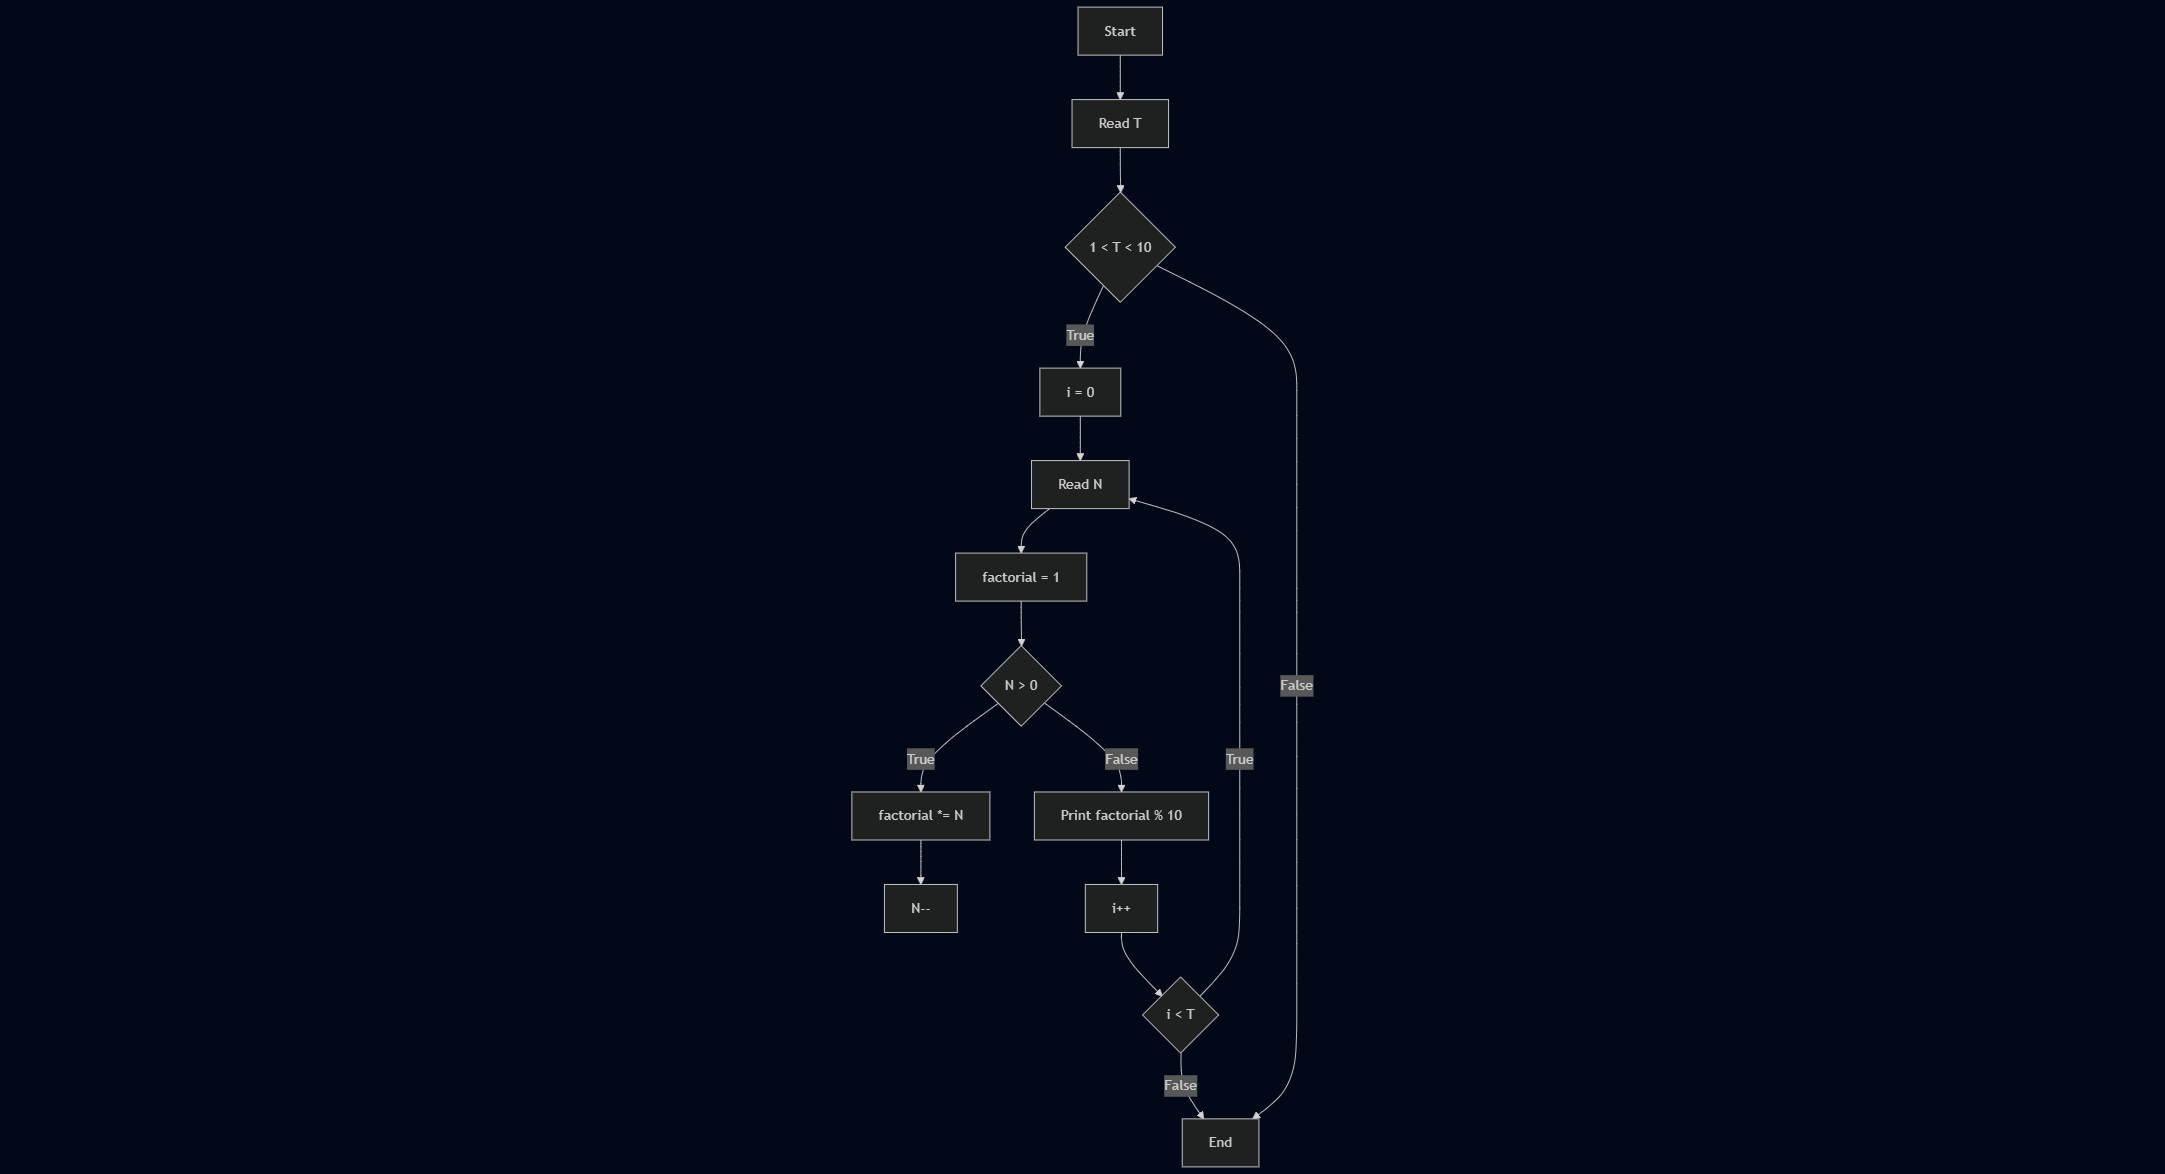 Start
Read T
1 < T < 10
True
i = 0
Read N
factorial = 1
N > 0
False
True
False
True
factorial *= N
Print factorial % 10
N--
i++
i < T
False
End